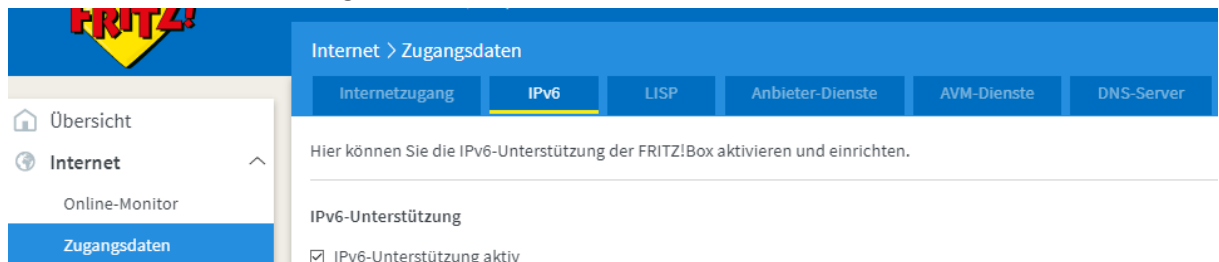 FRITZ!
Internet > Zugangsdaten
Internetzugang IPv6 LISP Anbieter-Dienste AVM-Dienste DNS-Server
Übersicht
Internet
Online-Monitor
Zugangsdaten
Hier können Sie die IPv6-Unterstützung der FRITZ!Box aktivieren und einrichten.
IPv6-Unterstützung
IPv6-Unterstützung aktiv